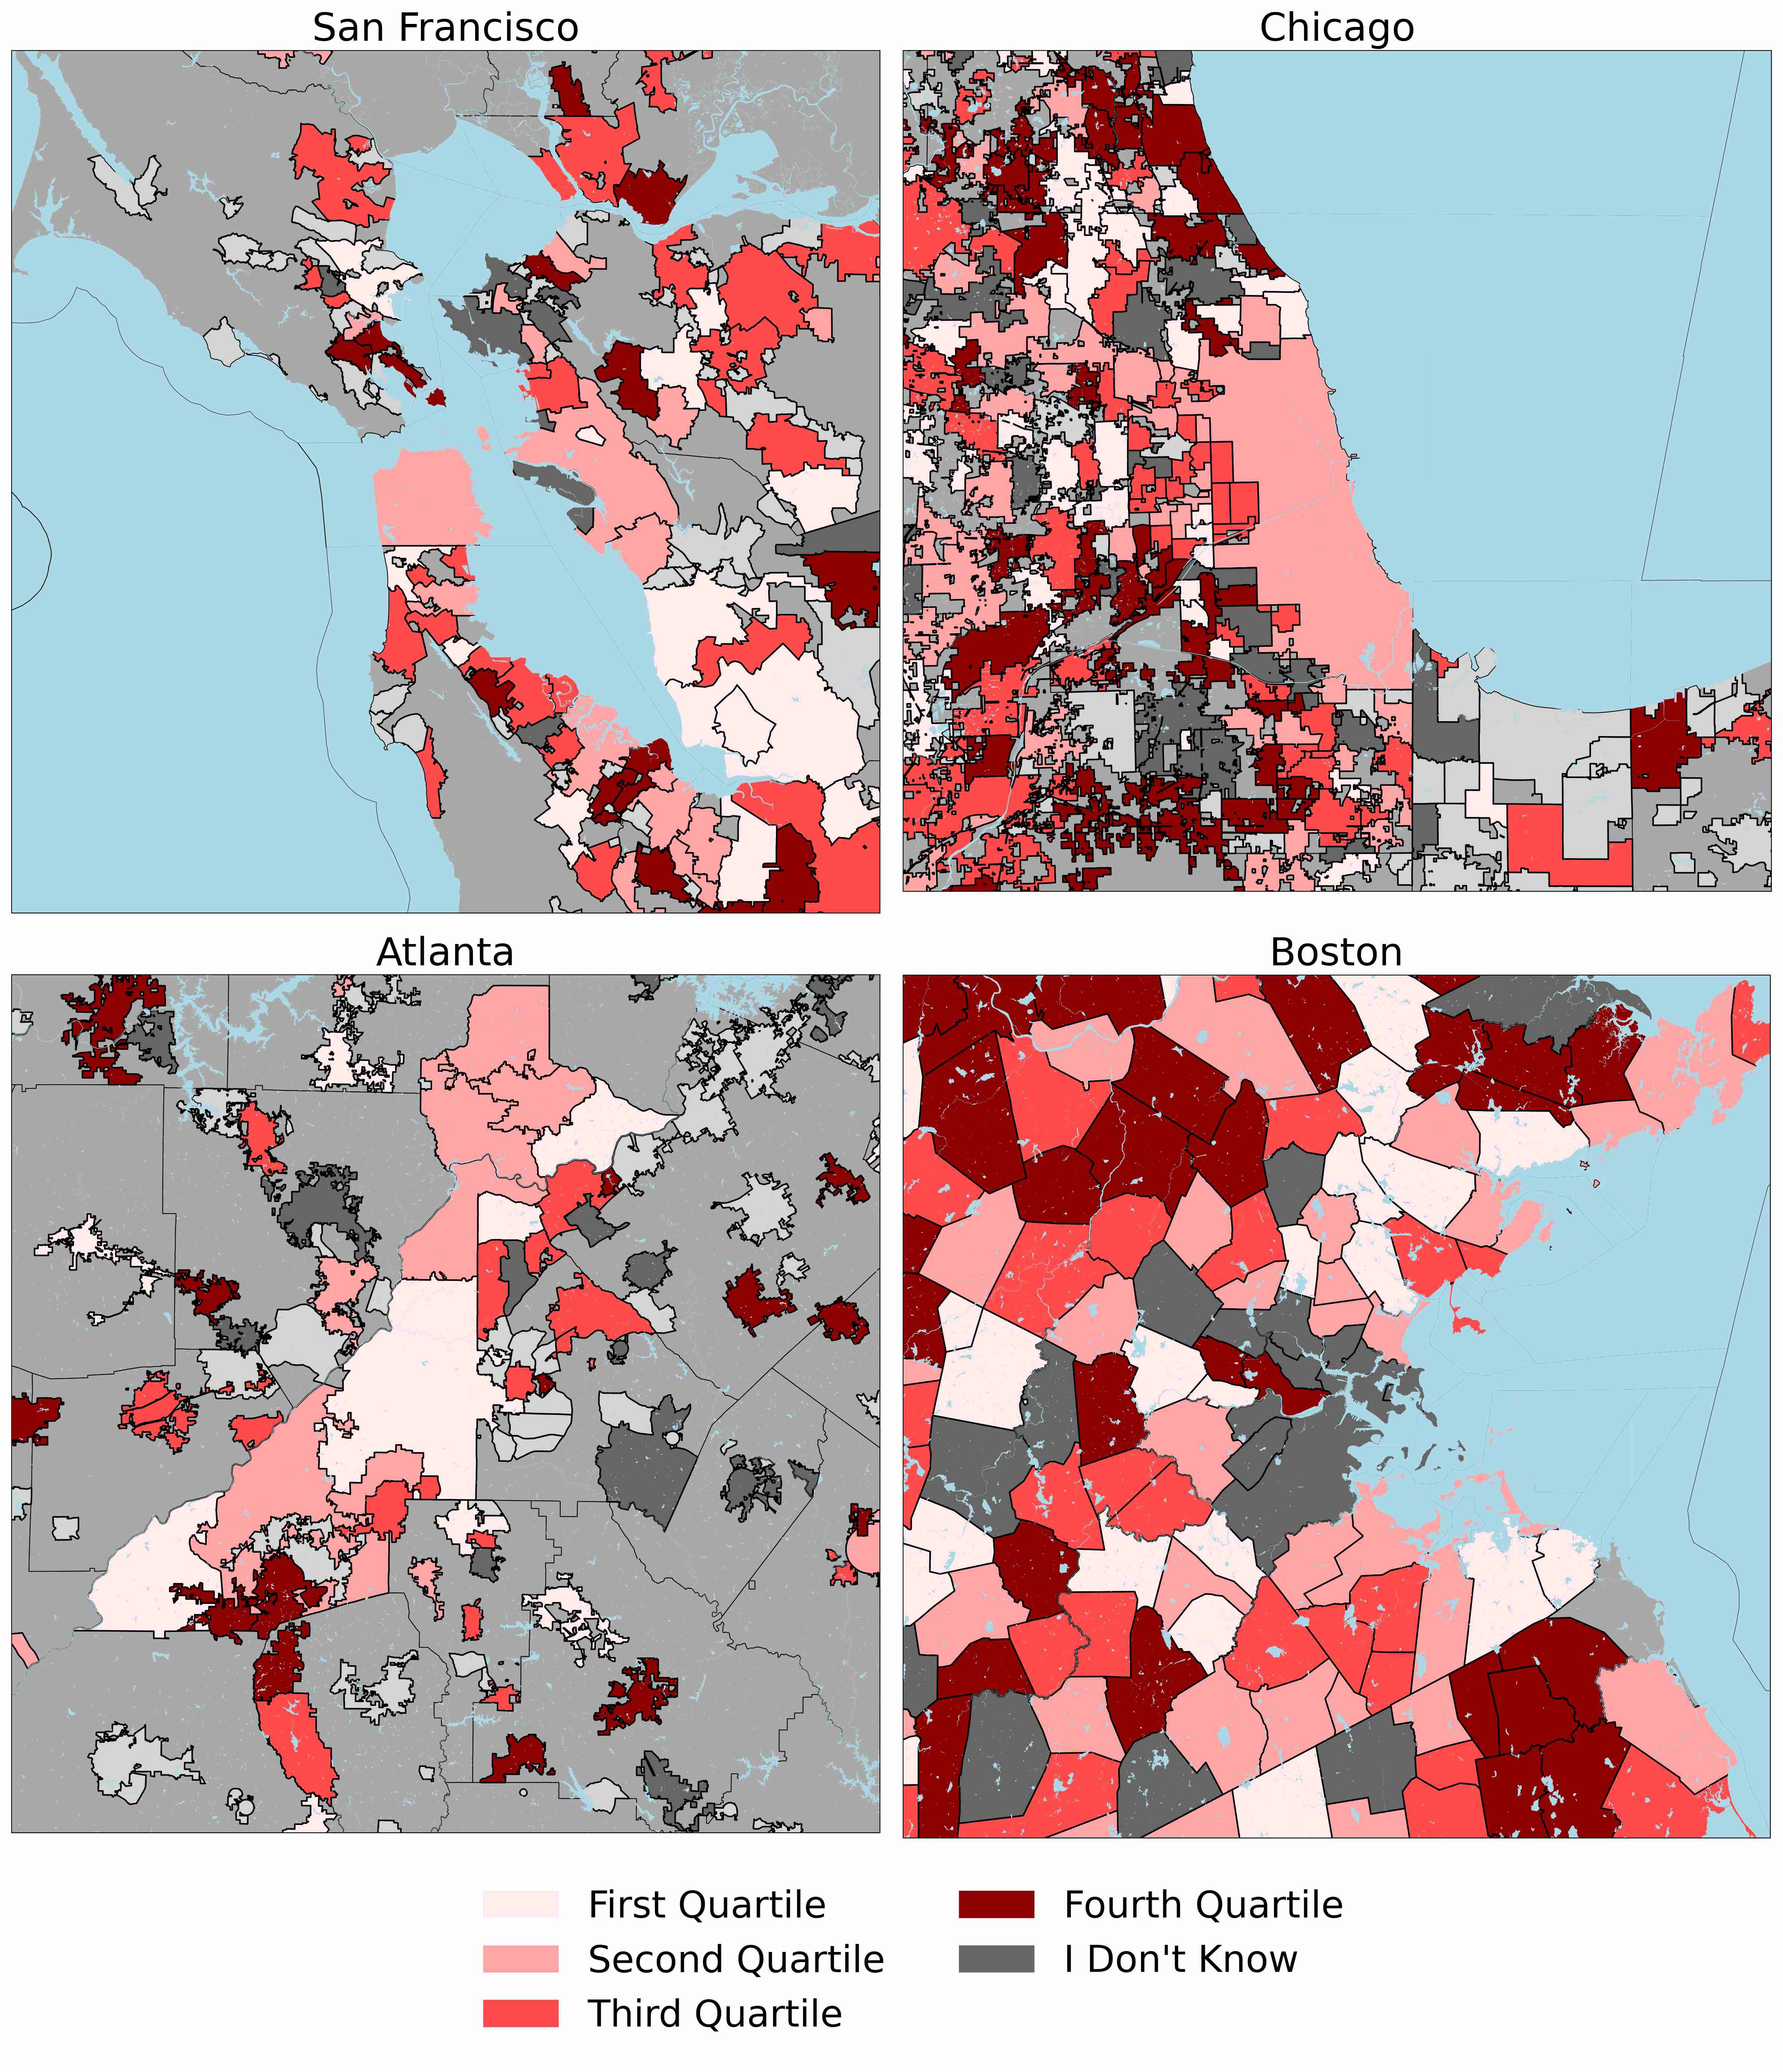 San Francisco
Chicago
Atlanta
Boston
First Quartile
Second Quartile
Third Quartile
Fourth Quartile
I Don't Know